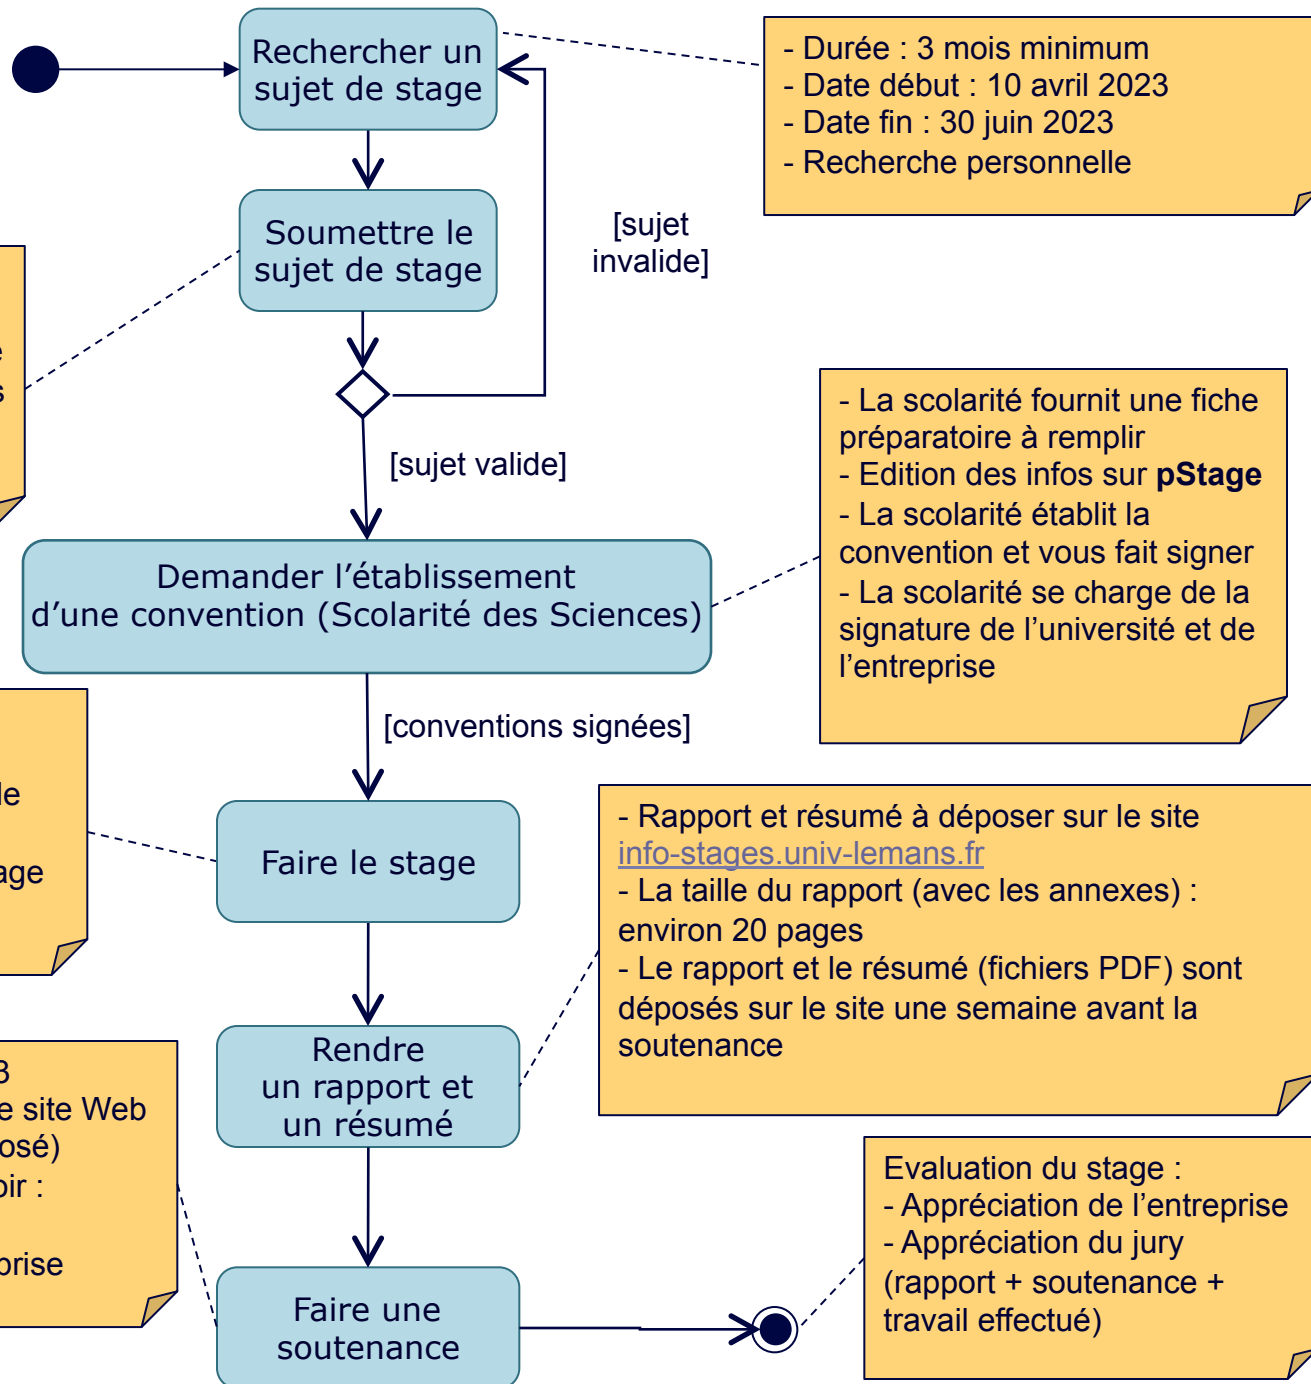 Rechercher un
sujet de stage
- Durée : 3 mois minimum
- Date début : 10 avril 2023
- Date fin : 30 juin 2023
- Recherche personnelle
Soumettre le
sujet de stage
[sujet
invalide]
[sujet valide]
- La scolarité fournit une fiche
préparatoire à remplir
- Edition des infos sur pStage
- La scolarité établit la
convention et vous fait signer
- La scolarité se charge de la
signature de l’université et de
l’entreprise
Demander l’établissement
d’une convention (Scolarité des Sciences)
[conventions signées]
Faire le stage
- Rapport et résumé à déposer sur le site
info-stages.univ-lemans.fr
- La taille du rapport (avec les annexes) :
environ 20 pages
- Le rapport et le résumé (fichiers PDF) sont
déposés sur le site une semaine avant la
soutenance
Rendre
un rapport et
un résumé
3
e site Web
osé)
oir :
prise
Faire une
soutenance
Evaluation du stage :
- Appréciation de l’entreprise
- Appréciation du jury
(rapport + soutenance +
travail effectué)